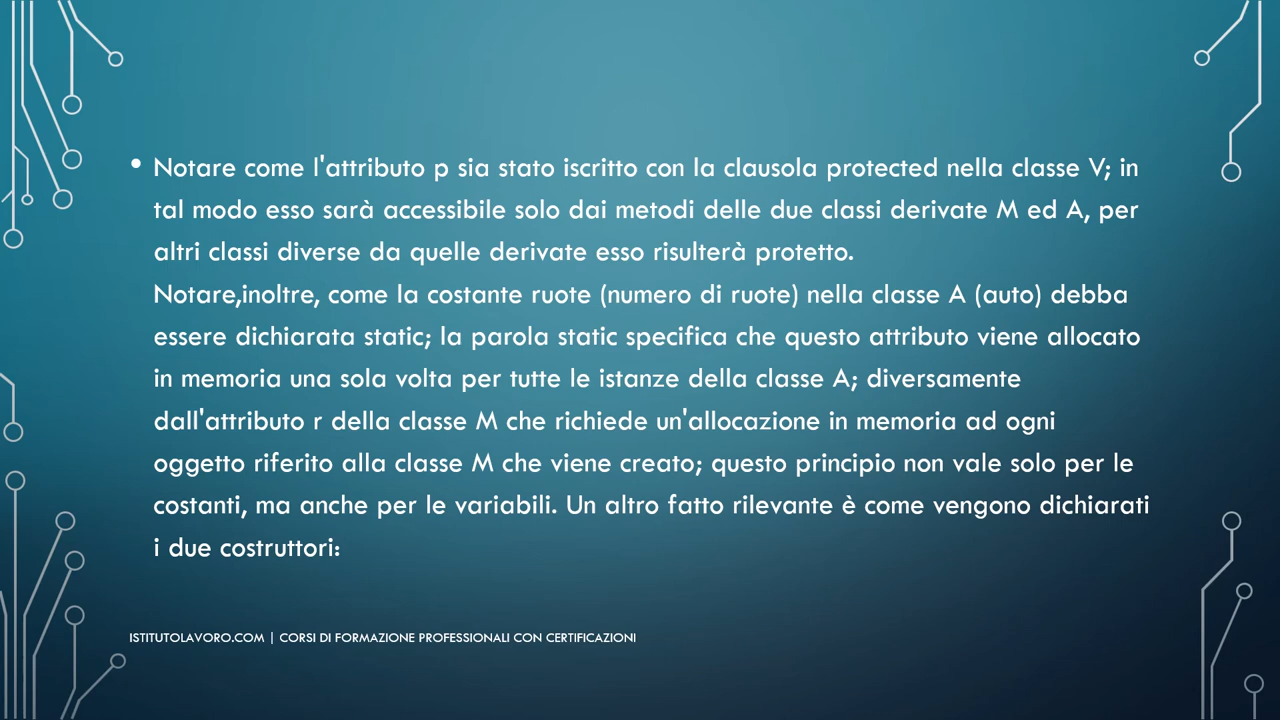 • Notare come l'attributo p sia stato iscritto con la clausola protected nella classe V; in
tal modo esso sarà accessibile solo dai metodi delle due classi derivate M ed A, per
altri classi diverse da quelle derivate esso risulterà protetto.
Notare,inoltre, come la costante ruote (numero di ruote) nella classe A (auto) debba
essere dichiarata static; la parola static specifica che questo attributo viene allocato
in memoria una sola volta per tutte le istanze della classe A; diversamente
dall'attributo r della classe M che richiede un'allocazione in memoria ad ogni
oggetto riferito alla classe M che viene creato; questo principio non vale solo per le
costanti, ma anche per le variabili. Un altro fatto rilevante è come vengono dichiarati
i due costruttori:
ISTITUTOLAVORO.COM | CORSI DI FORMAZIONE PROFESSIONALI CON CERTIFICAZIONI